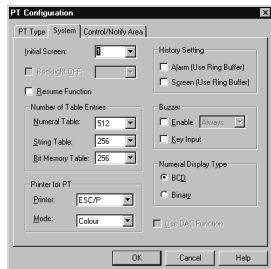 PT Configuration
PT Type System Control/Notify Area
Initial Screen: 1
Backlight OFF
Resume Function
Number of Table Entries
Numeral Table: 512
String Table: 256
Bit Memory Table: 256
Printer for PT
Printer: ESC/P
Mode: Colour
History Setting
Alarm (Use Ring Buffer)
Screen (Use Ring Buffer)
Buzzer
Enable Always
Key Input
Numeral Display Type
BCD
Binary
Use DAC Function
OK Cancel Help